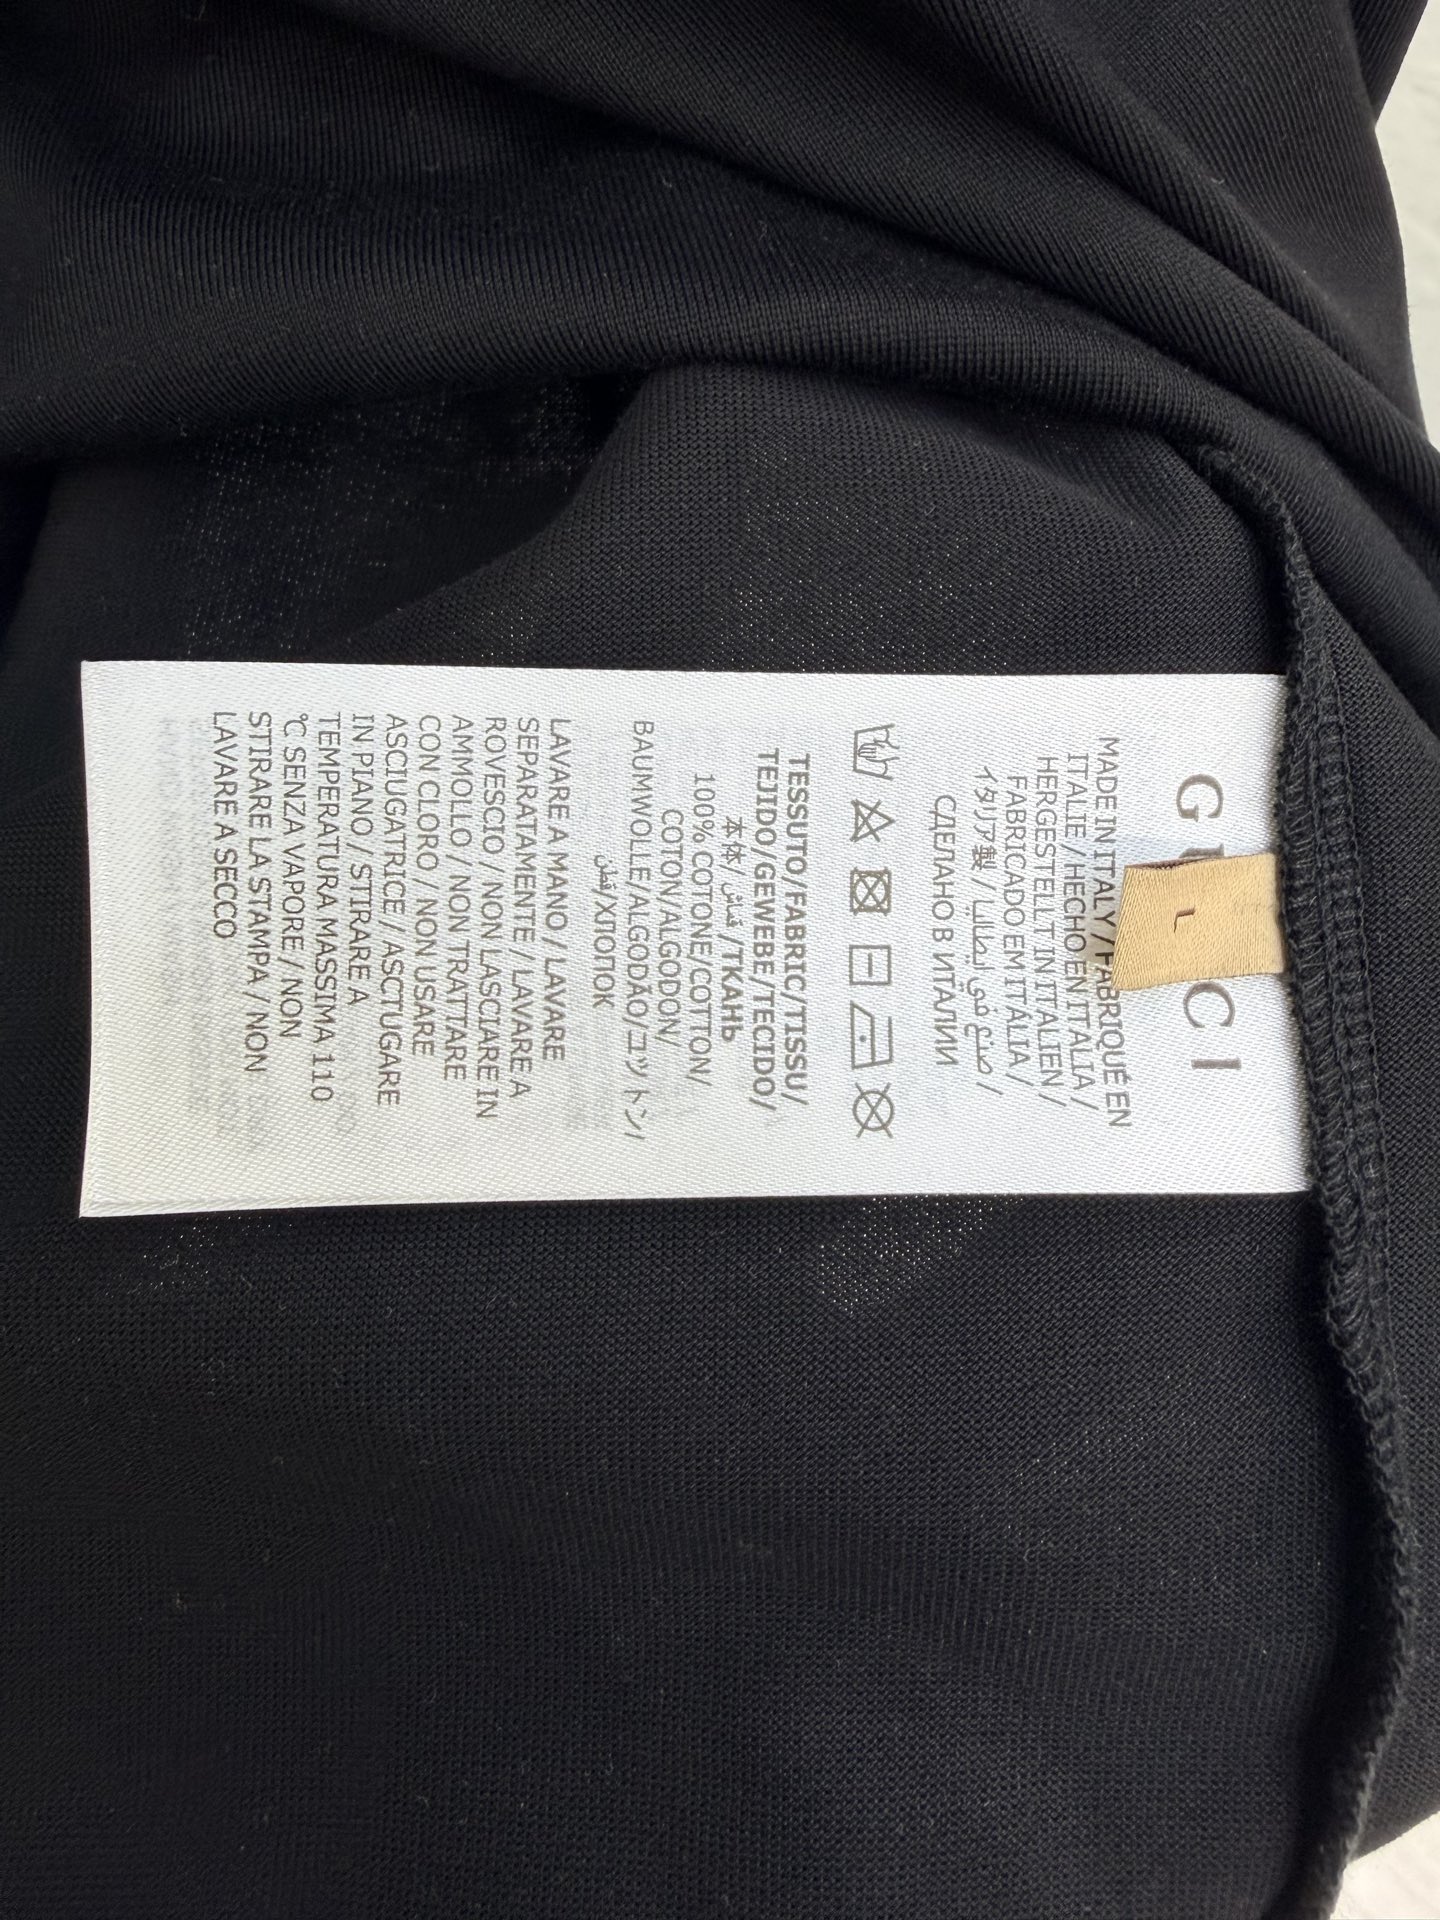 GUCCI
L
MADE IN ITALY/FABRIQUÉ EN
ITALIE/HECHO EN ITALIA/
HERGESTELLT IN ITALIEN/
FABRICADO EM ITÁLIA/
イタリア製/صنع في ايطاليا/
СДЕЛАНО В ИТАЛИИ
TESSUTO/FABRIC/TISSU/
TEJIDO/GEWEBE/TECIDO/
本体/قماش/ТКАНЬ
100% COTONE/COTTON/
COTON/ALGODON/
BAUMWOLLE/ALGODÃO/コットン/
قطن/ХЛОПОК
LAVARE A MANO / LAVARE
SEPARATAMENTE / LAVARE A
ROVESCIO / NON LASCIARE IN
AMMOLLO / NON TRATTARE
CON CLORO / NON USARE
ASCIUGATRICE / ASCTUGARE
IN PIANO / STIRARE A
TEMPERATURA MASSIMA 110
°C SENZA VAPORE / NON
STIRARE LA STAMPA / NON
LAVARE A SECCO